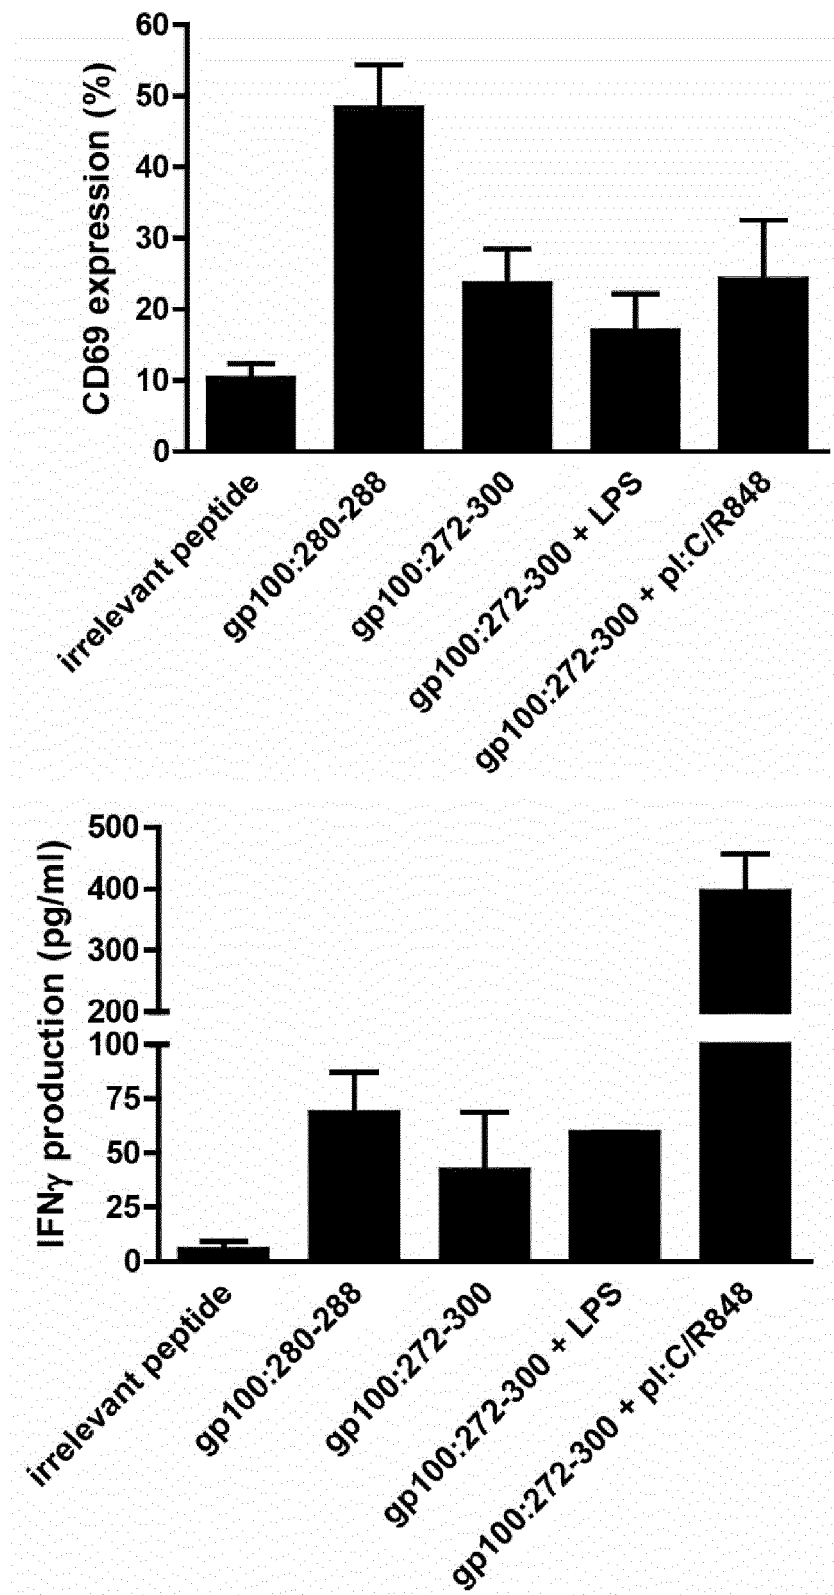 CD69 expression (%)
60
50
40
30
20
10
0
irrelevant peptide
gp100:280-288
gp100:272-300
gp100:272-300 + LPS
gp100:272-300 + pI:C/R848
IFNγ production (pg/ml)
500
400
300
200
100
75
50
25
0
irrelevant peptide
gp100:280-288
gp100:272-300
gp100:272-300 + LPS
gp100:272-300 + pI:C/R848